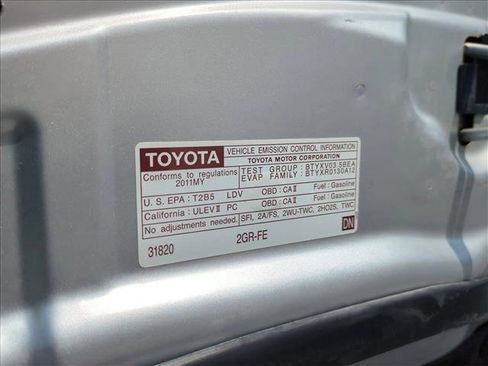 TOYOTA
VEHICLE EMISSION CONTROL INFORMATION
TOYOTA MOTOR CORPORATION
Conforms to regulations
2011MY
TEST GROUP : BTYXV03.5BEA
EVAP FAMILY : BTYXR0130A12
U.S. EPA : T2B5 LDV OBD : CAⅡ Fuel : Gasoline
California : ULEVⅡ PC OBD : CAⅡ Fuel : Gasoline
No adjustments needed. SFI, 2A/FS, 2WU-TWC, 2HO2S, TWC
31820 2GR-FE DN